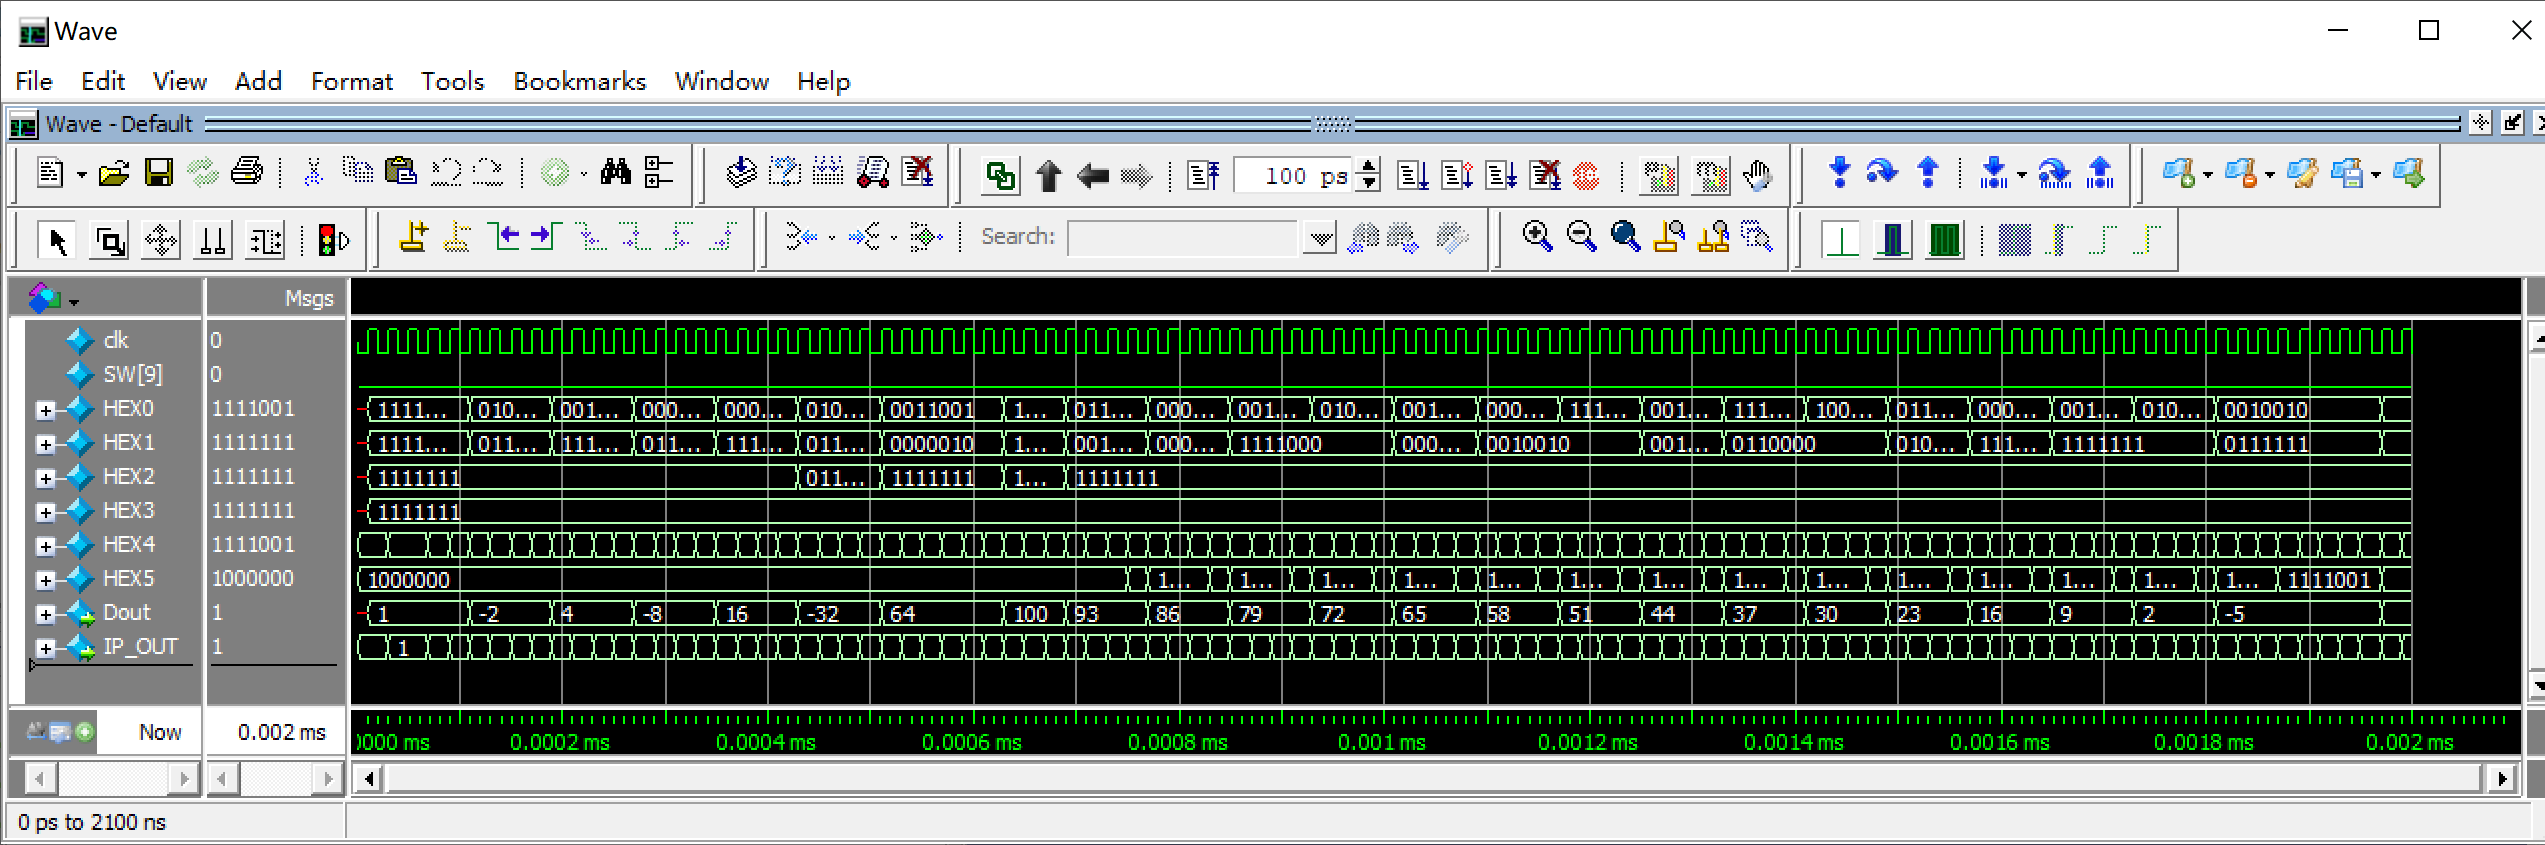 Wave
File Edit View Add Format Tools Bookmarks Window Help
Wave - Default
100 ps
Search:
Msgs
clk 0
SW[9] 0
HEX0 1111001 1111... 010... 001... 000... 000... 010... 0011001 1... 011... 000... 001... 010... 001... 000... 111... 001... 111... 100... 011... 000... 001... 010... 0010010
HEX1 1111111 1111... 011... 111... 011... 111... 011... 0000010 1... 001... 000... 1111000 000... 0010010 001... 0110000 010... 111... 1111111 0111111
HEX2 1111111 1111111 011... 1111111 1... 1111111
HEX3 1111111 1111111
HEX4 1111001
HEX5 1000000 1000000 1... 1... 1... 1... 1... 1... 1... 1... 1... 1... 1... 1... 1... 1... 1111001
Dout 1 1 -2 4 -8 16 -32 64 100 93 86 79 72 65 58 51 44 37 30 23 16 9 2 -5
IP_OUT 1 1
Now 0.002 ms 0000 ms 0.0002 ms 0.0004 ms 0.0006 ms 0.0008 ms 0.001 ms 0.0012 ms 0.0014 ms 0.0016 ms 0.0018 ms 0.002 ms
0 ps to 2100 ns